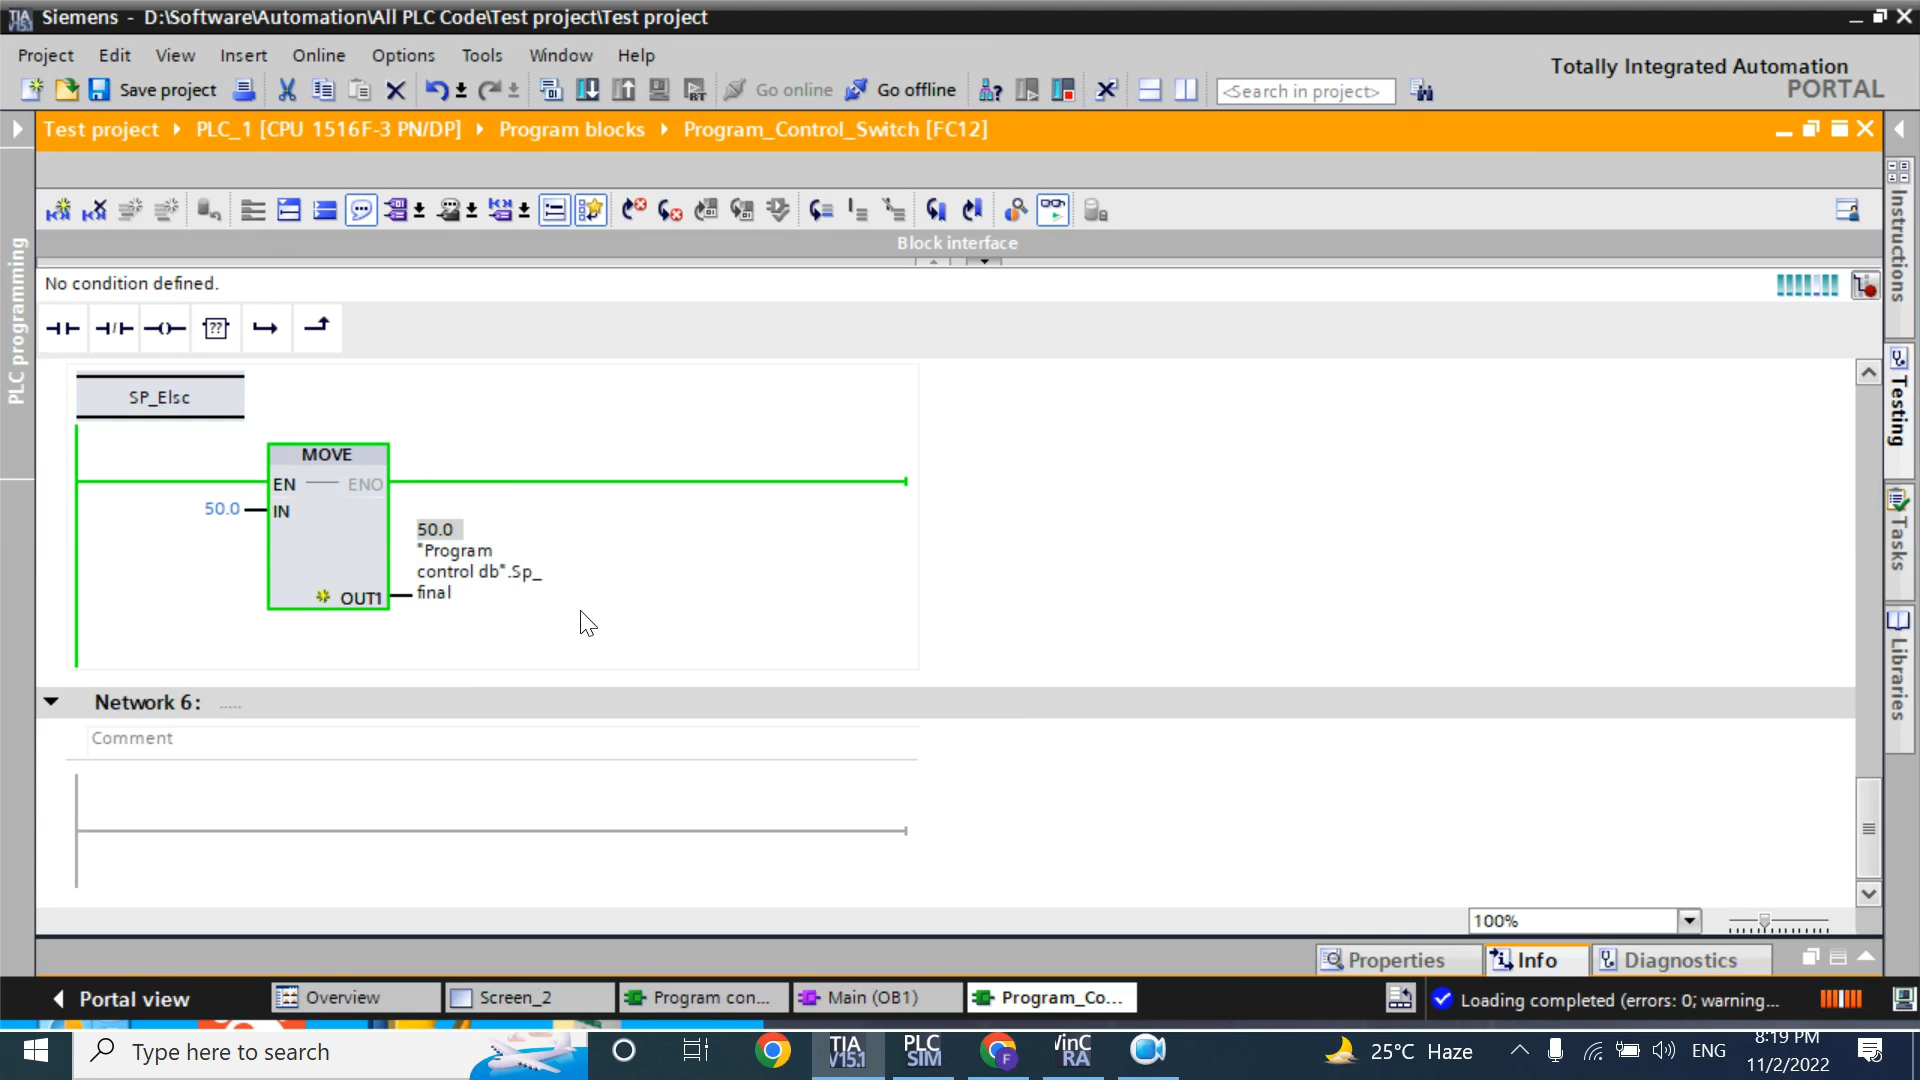 TIA V15.1 Siemens - D:\Software\Automation\All PLC Code\Test project\Test project
Project Edit View Insert Online Options Tools Window Help
Totally Integrated Automation
PORTAL
Save project
Go online
Go offline
<Search in project>
Test project PLC_1 [CPU 1516F-3 PN/DP] Program blocks Program_Control_Switch [FC12]
Block interface
No condition defined.
??
SP_Elsc
MOVE
EN ENO
50.0 IN
50.0
"Program
control db".Sp_
final
OUT1
Network 6: .....
Comment
100%
Properties Info Diagnostics
PLC programming
Instructions
Testing
Tasks
Libraries
Portal view Overview Screen_2 Program con... Main (OB1) Program_Co... Loading completed (errors: 0; warning...
Type here to search
TIA V15.1
PLC SIM
WinC RA
25°C Haze
ENG
8:19 PM
11/2/2022